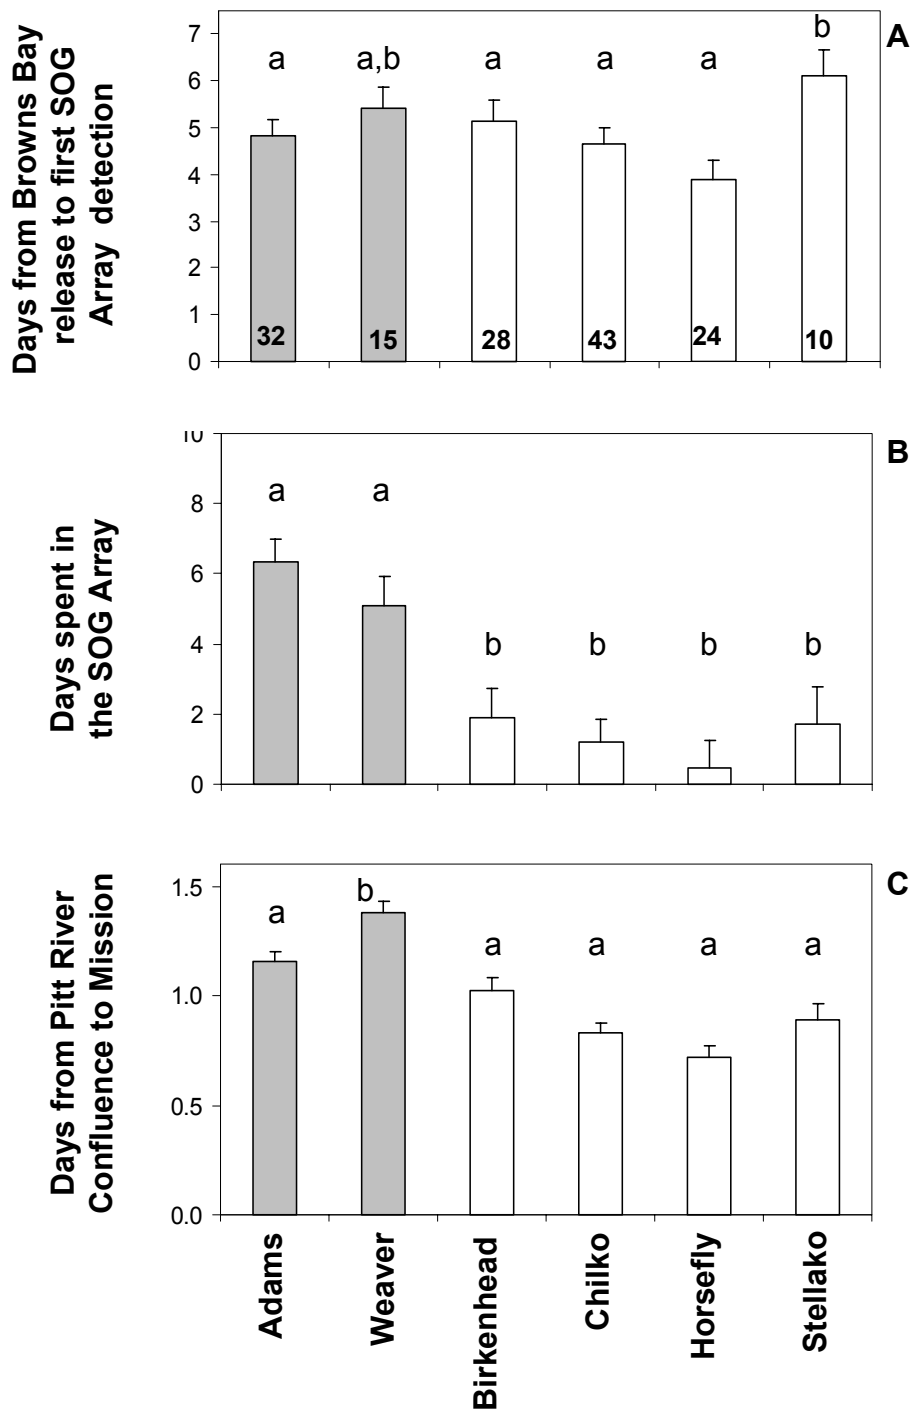 A
Days from Browns Bay
release to first SOG
Array detection
7
6
5
4
3
2
1
0
a
a,b
a
a
a
b
32
15
28
43
24
10
B
Days spent in
the SOG Array
10
8
6
4
2
0
a
a
b
b
b
b
C
Days from Pitt River
Confluence to Mission
1.5
1.0
0.5
0.0
a
b
a
a
a
a
Adams
Weaver
Birkenhead
Chilko
Horsefly
Stellako